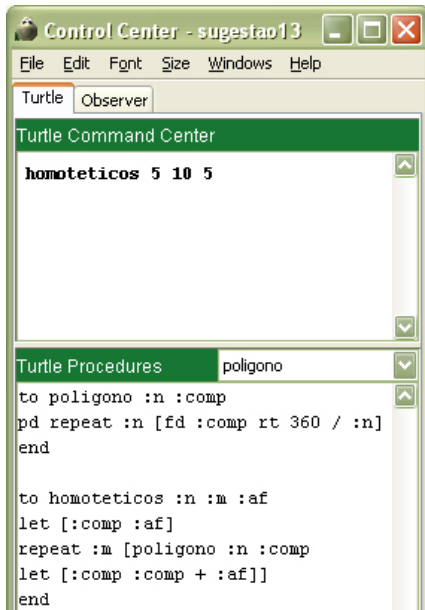 Control Center - sugestao13
File Edit Font Size Windows Help
Turtle Observer
Turtle Command Center
homoteticos 5 10 5
Turtle Procedures poligono
to poligono :n :comp
pd repeat :n [fd :comp rt 360 / :n]
end
to homoteticos :n :m :af
let [:comp :af]
repeat :m [poligono :n :comp
let [:comp :comp + :af]]
end